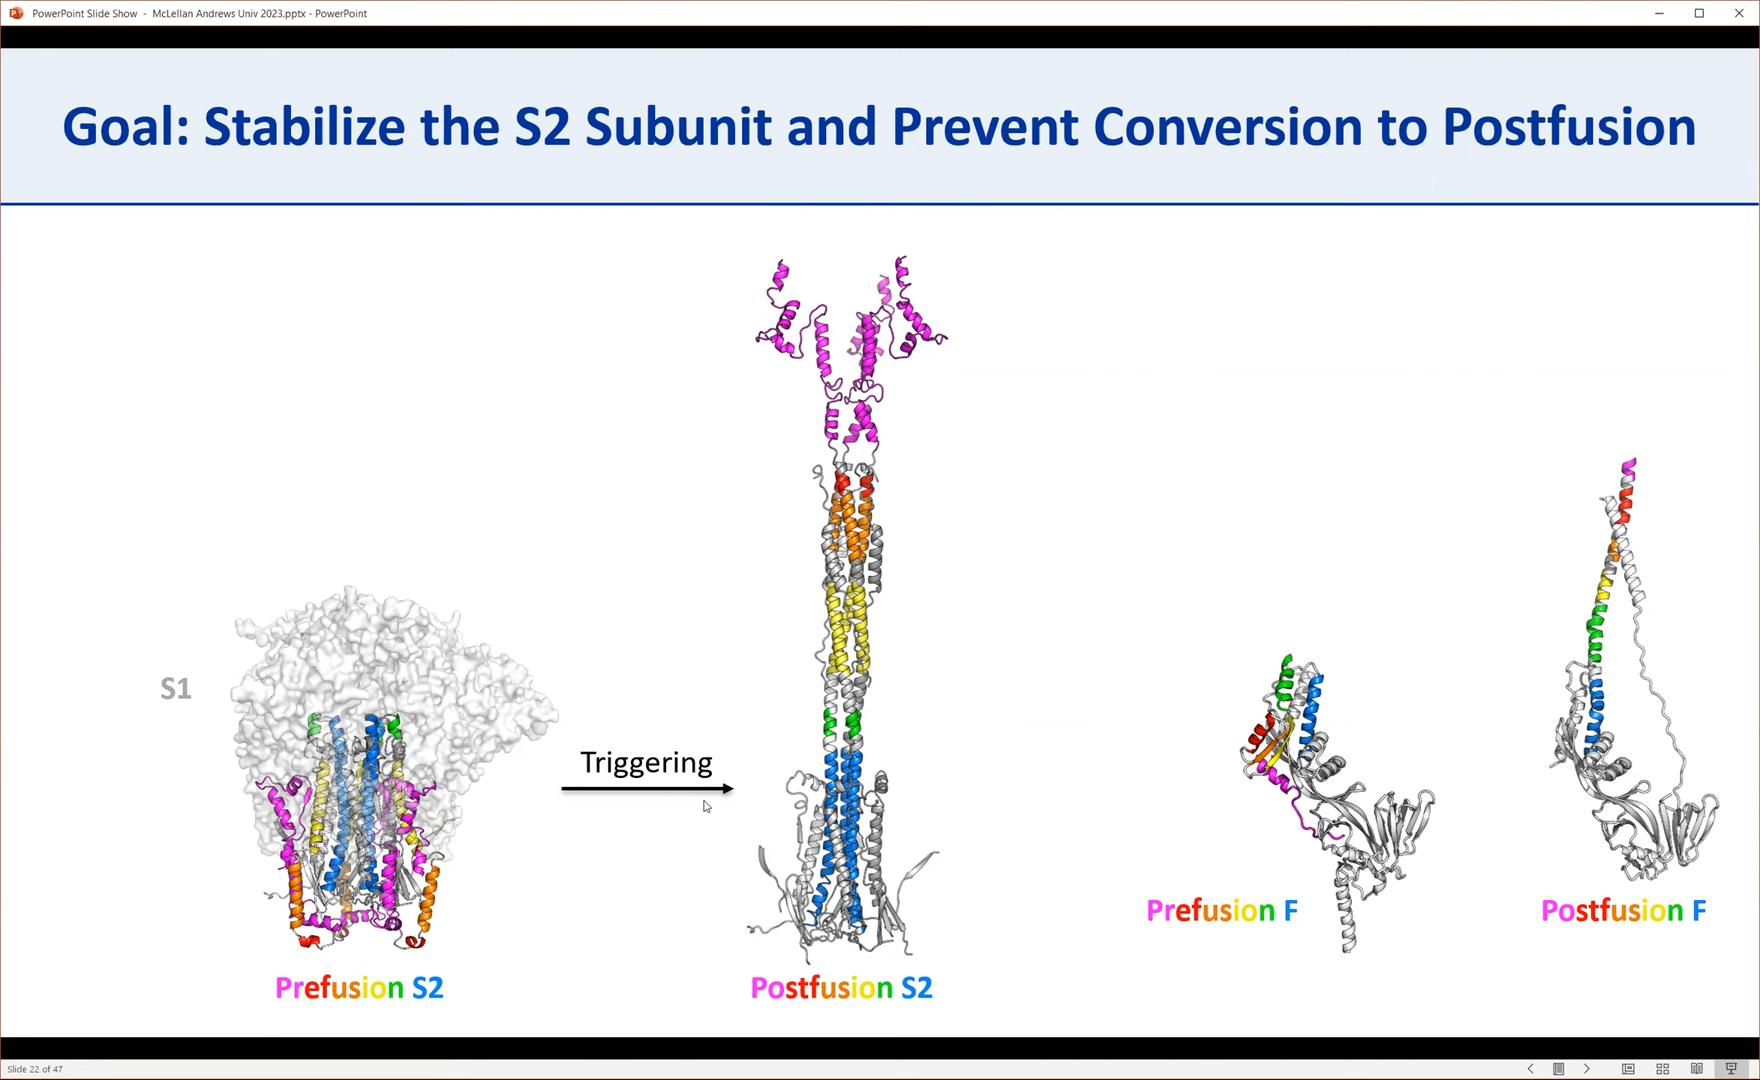 PowerPoint Slide Show - McLellan Andrews Univ 2023.pptx - PowerPoint
Goal: Stabilize the S2 Subunit and Prevent Conversion to Postfusion
S1
Triggering
Prefusion F
Postfusion F
Prefusion S2
Postfusion S2
Slide 22 of 47